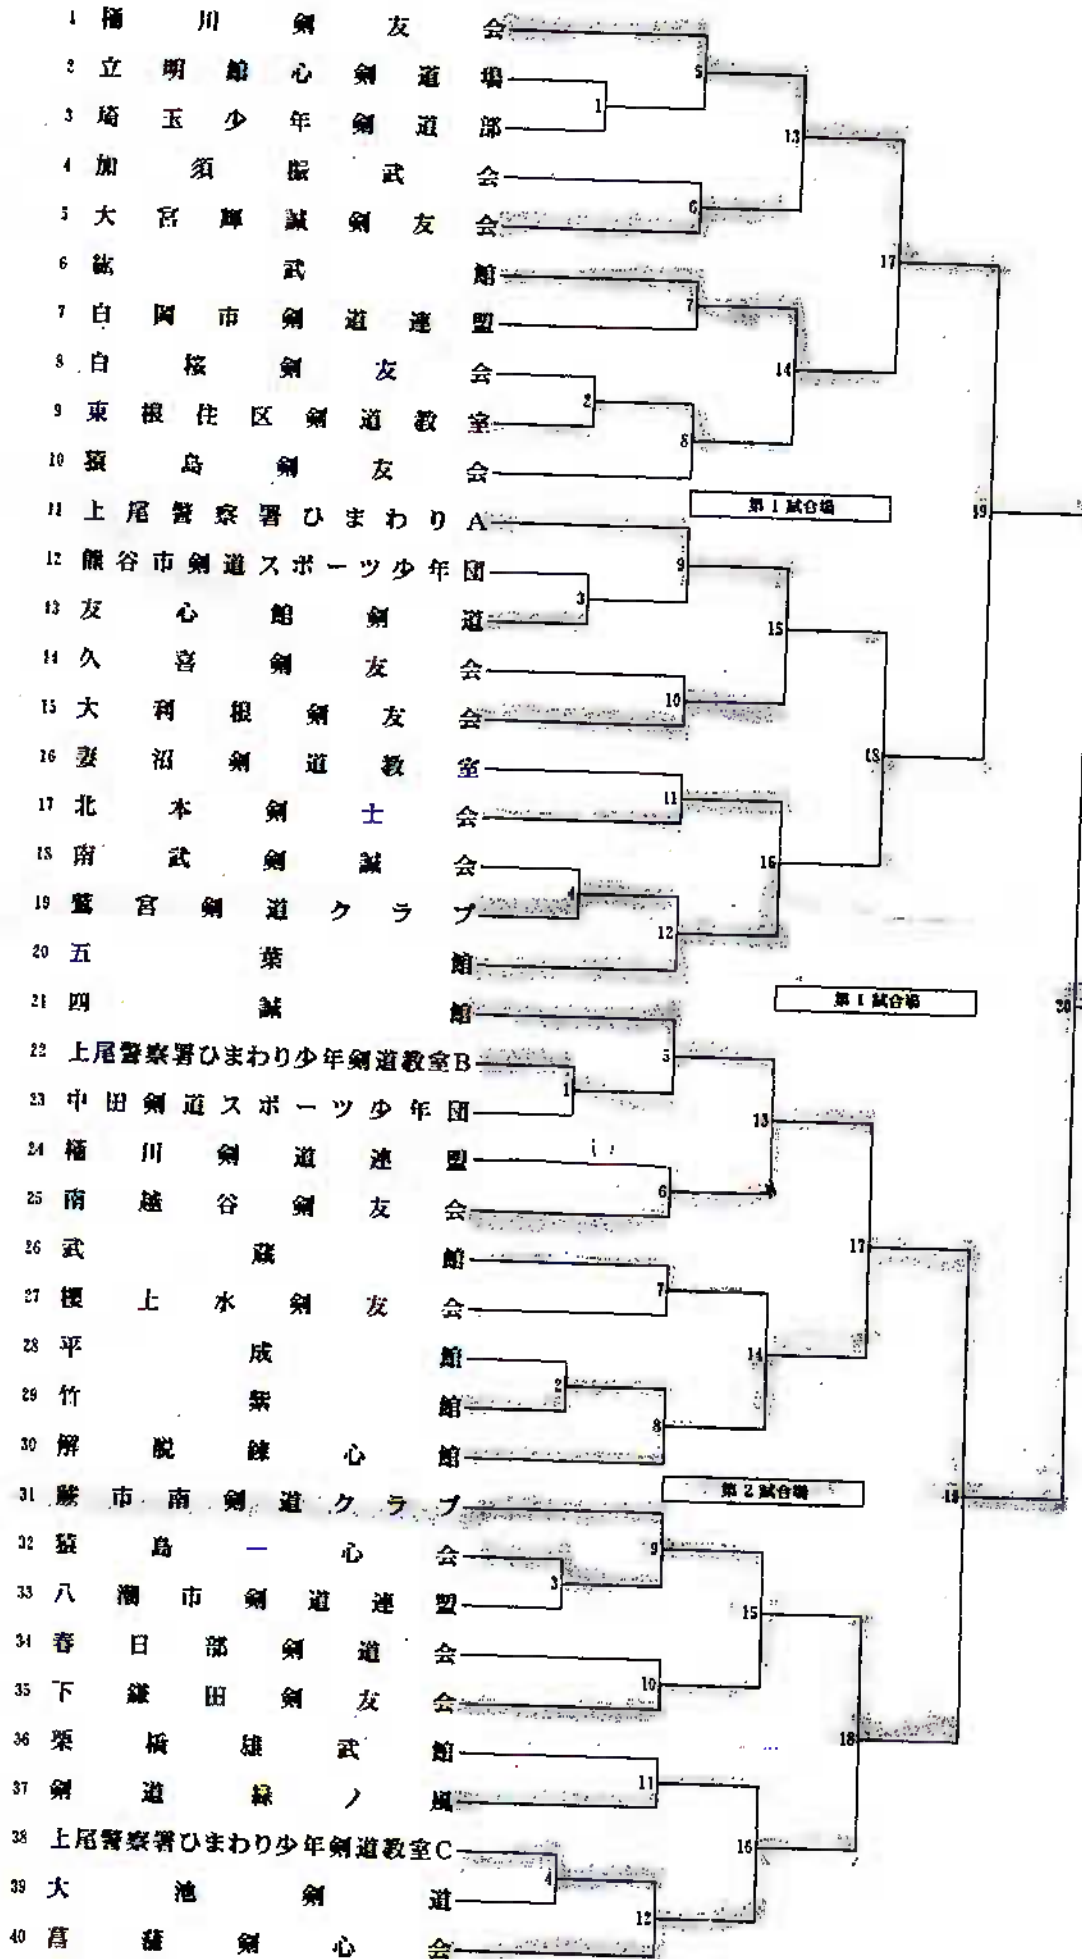 1 桶川剣友会
2 立明館心剣道場
3 埼玉少年剣道部
4 加須振武会
5 大宮輝誠剣友会
6 紘武館
7 白岡市剣道連盟
8 白桜剣友会
9 東根住区剣道教室
10 猿島剣友会
11 上尾警察署ひまわりA
12 熊谷市剣道スポーツ少年団
13 友心館剣道
14 久喜剣友会
15 大利根剣友会
16 妻沼剣道教室
17 北本剣士会
18 南武剣誠会
19 鷲宮剣道クラブ
20 五葉館
21 四誠館
22 上尾警察署ひまわり少年剣道教室B
23 中田剣道スポーツ少年団
24 桶川剣道連盟
25 南越谷剣友会
26 武蔵館
27 桜上水剣友会
28 平成館
29 竹紫館
30 解脱錬心館
31 蕨市南剣道クラブ
32 猿島一心会
33 八潮市剣道連盟
34 春日部剣道会
35 下鎌田剣友会
36 栗橋雄武館
37 剣道緑ノ風
38 上尾警察署ひまわり少年剣道教室C
39 大池剣道
40 菖蒲剣心会
第1試合場
第1試合場
第2試合場
1
5
13
6
17
7
14
2
8
19
9
3
15
10
18
11
16
4
12
20
5
1
13
6
17
7
14
2
8
19
9
3
15
10
18
11
16
4
12